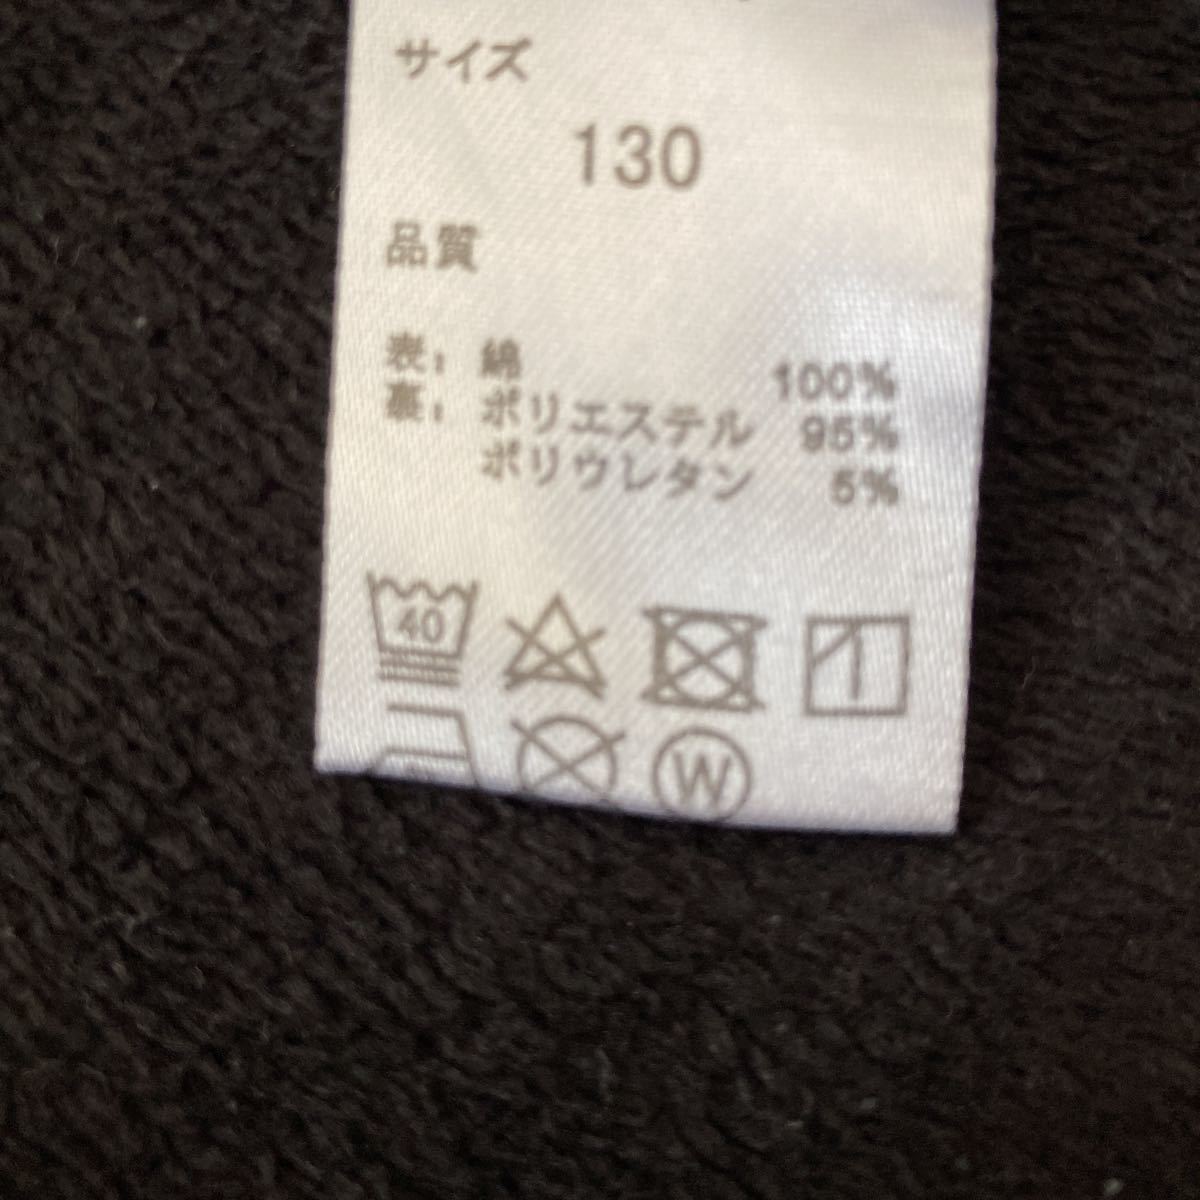 サイズ
130
品質
表: 綿 100%
裏: ポリエステル 95%
ポリウレタン 5%
40
W